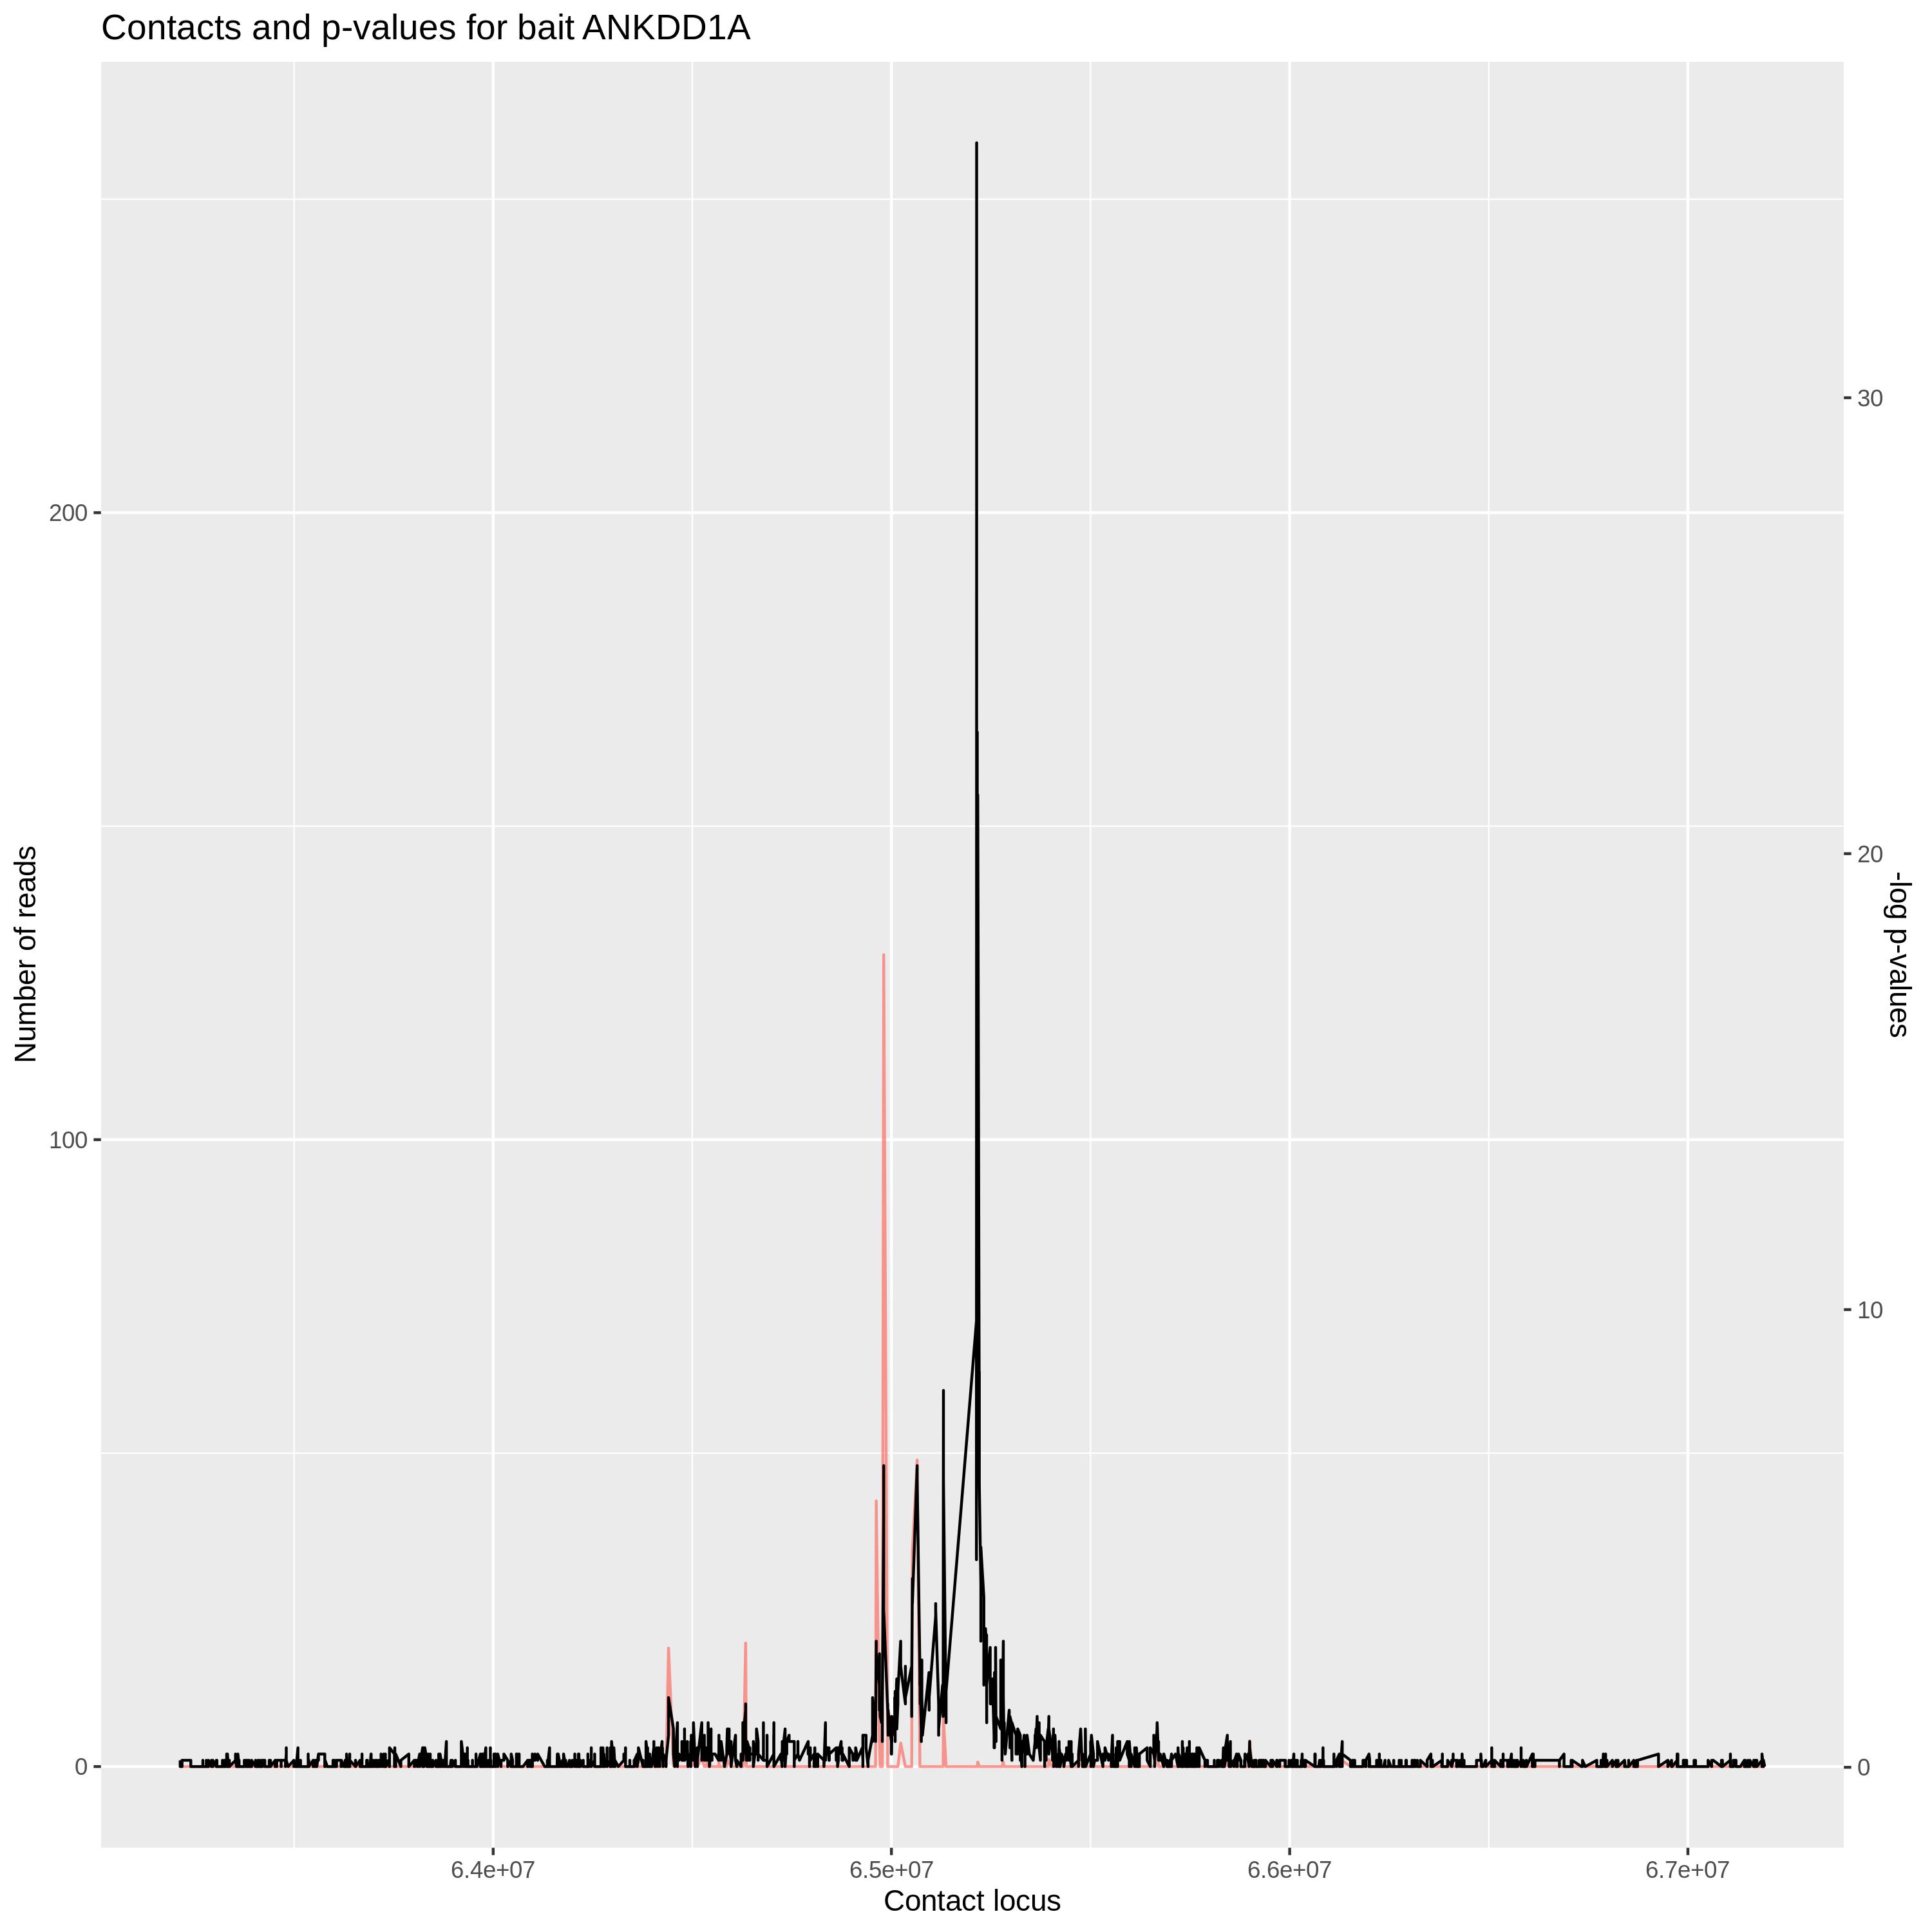 Contacts and p-values for bait ANKDD1A
Number of reads
200
100
0
30
20
10
0
-log p-values
6.4e+07
6.5e+07
6.6e+07
6.7e+07
Contact locus